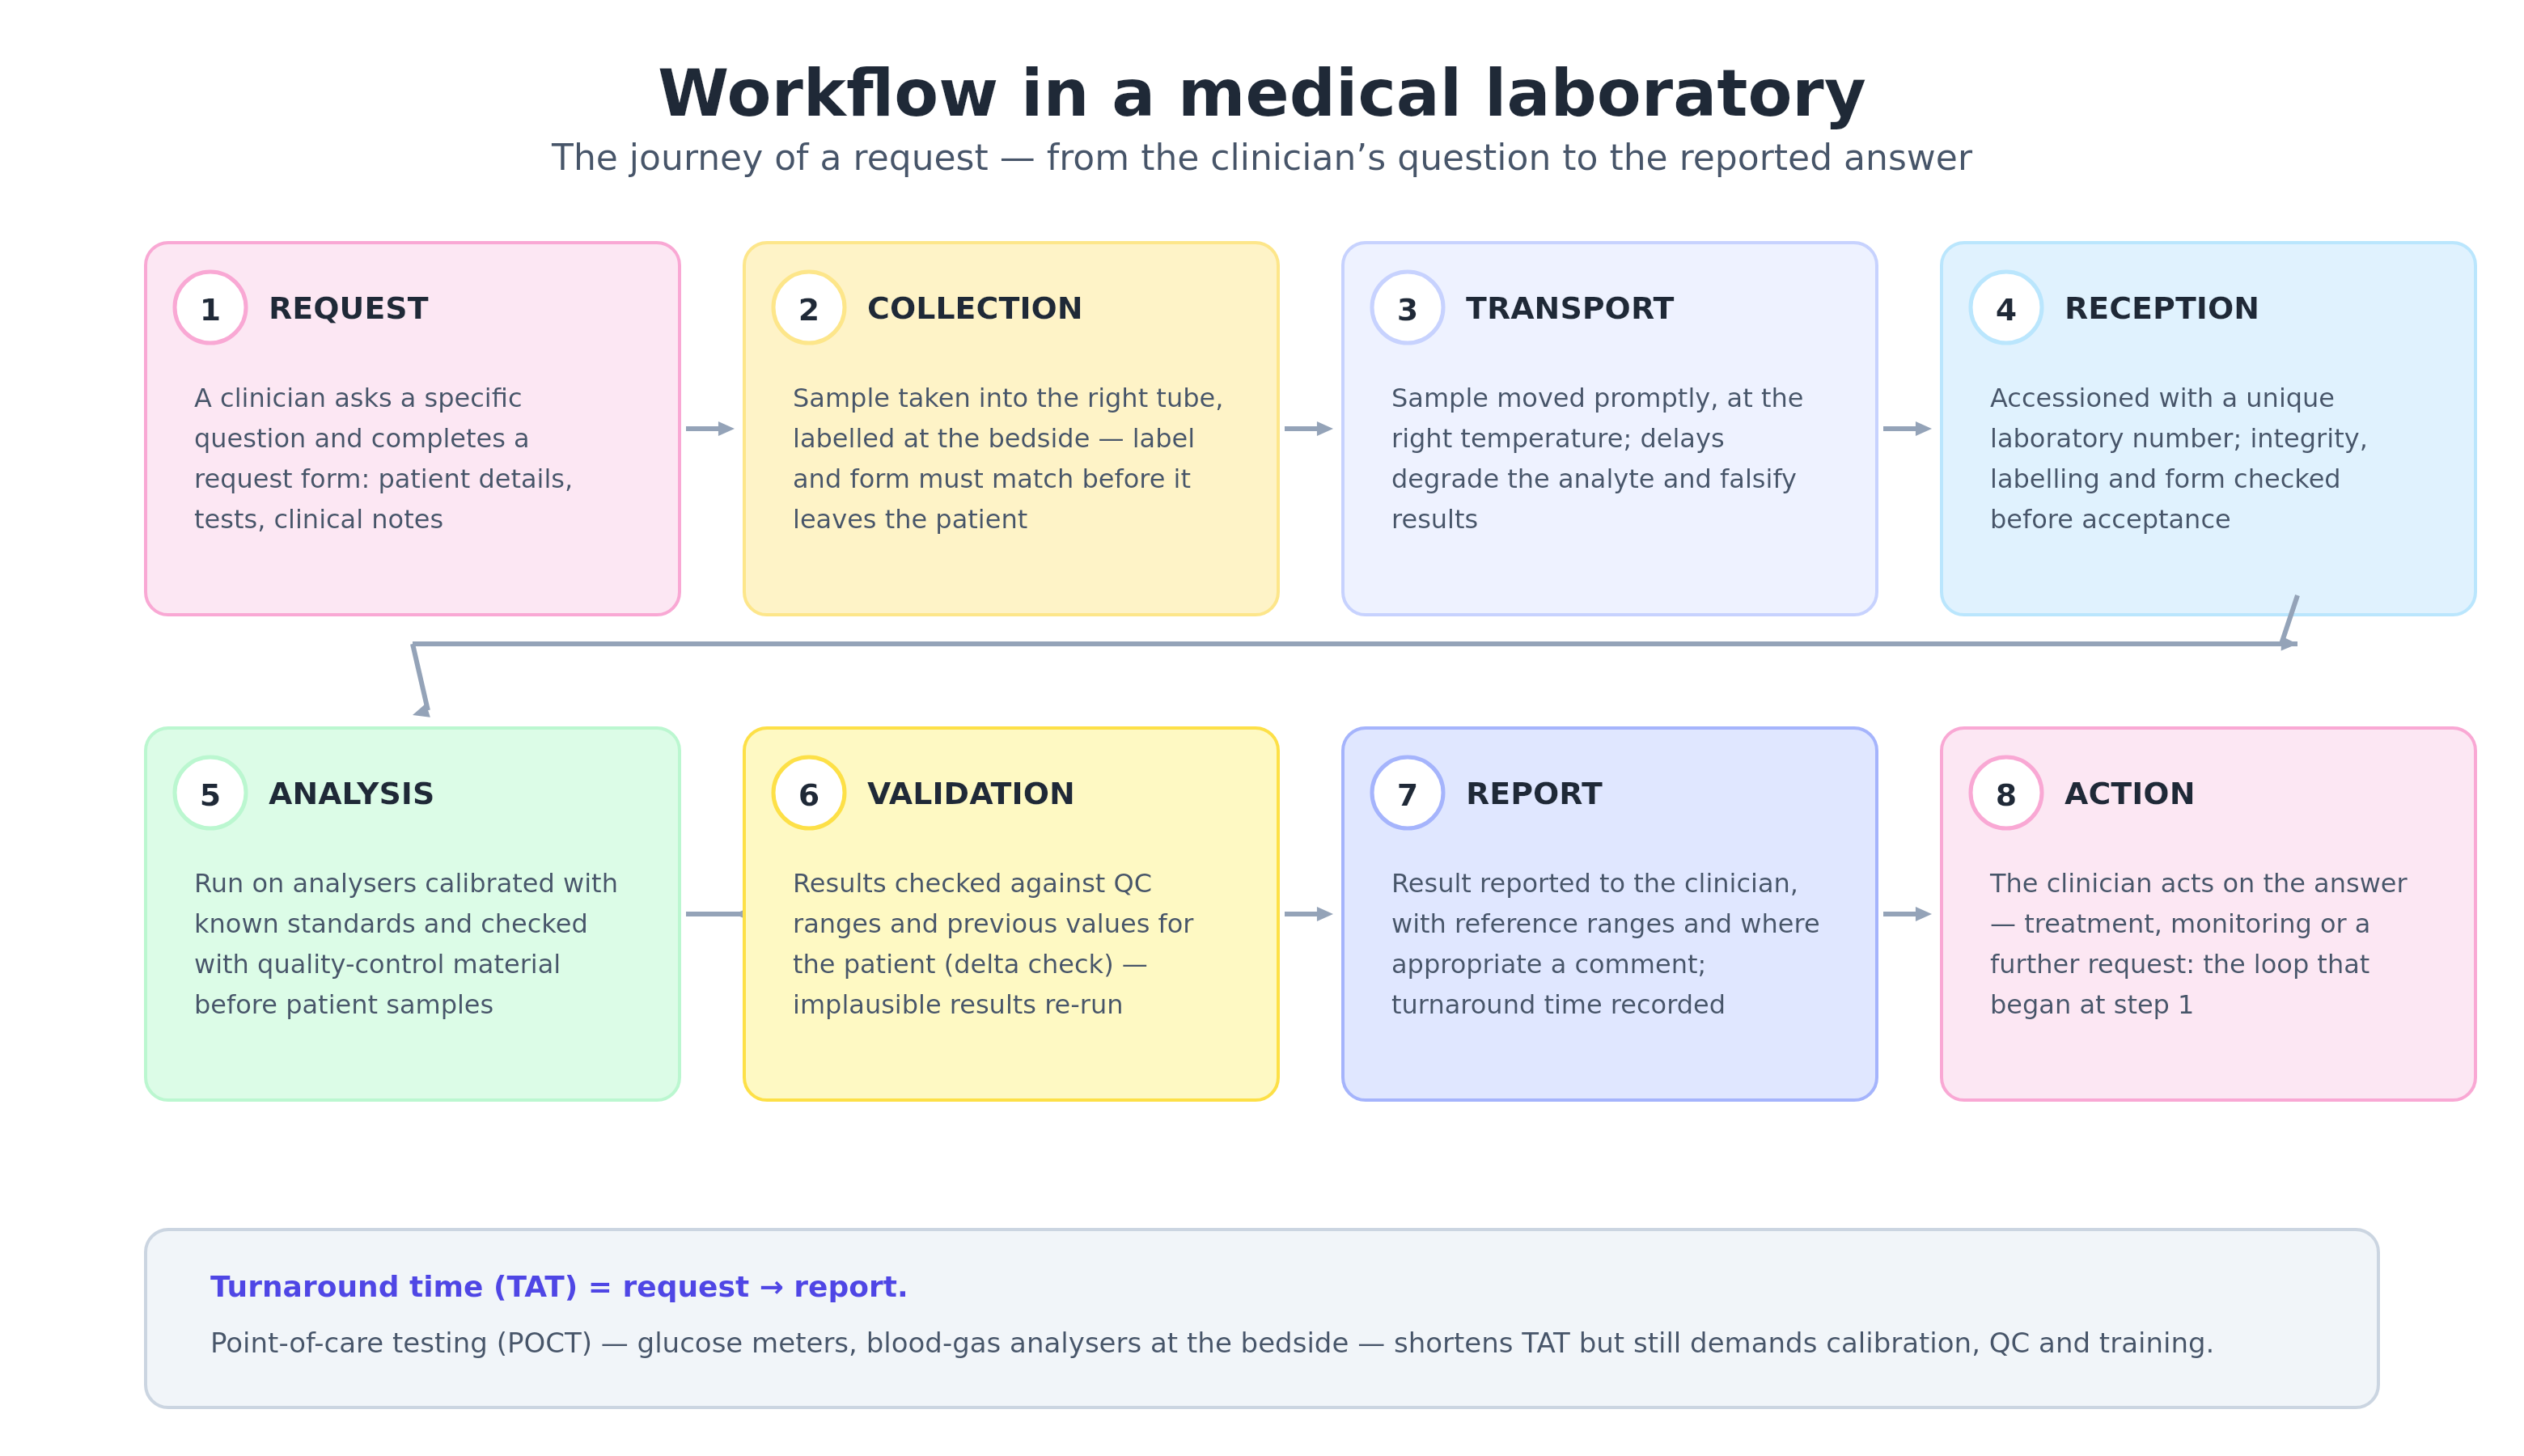 Workflow in a medical laboratory
The journey of a request — from the clinician’s question to the reported answer
1 REQUEST
A clinician asks a specific
question and completes a
request form: patient details,
tests, clinical notes
2 COLLECTION
Sample taken into the right tube,
labelled at the bedside — label
and form must match before it
leaves the patient
3 TRANSPORT
Sample moved promptly, at the
right temperature; delays
degrade the analyte and falsify
results
4 RECEPTION
Accessioned with a unique
laboratory number; integrity,
labelling and form checked
before acceptance
5 ANALYSIS
Run on analysers calibrated with
known standards and checked
with quality-control material
before patient samples
6 VALIDATION
Results checked against QC
ranges and previous values for
the patient (delta check) —
implausible results re-run
7 REPORT
Result reported to the clinician,
with reference ranges and where
appropriate a comment;
turnaround time recorded
8 ACTION
The clinician acts on the answer
— treatment, monitoring or a
further request: the loop that
began at step 1
Turnaround time (TAT) = request → report.
Point-of-care testing (POCT) — glucose meters, blood-gas analysers at the bedside — shortens TAT but still demands calibration, QC and training.